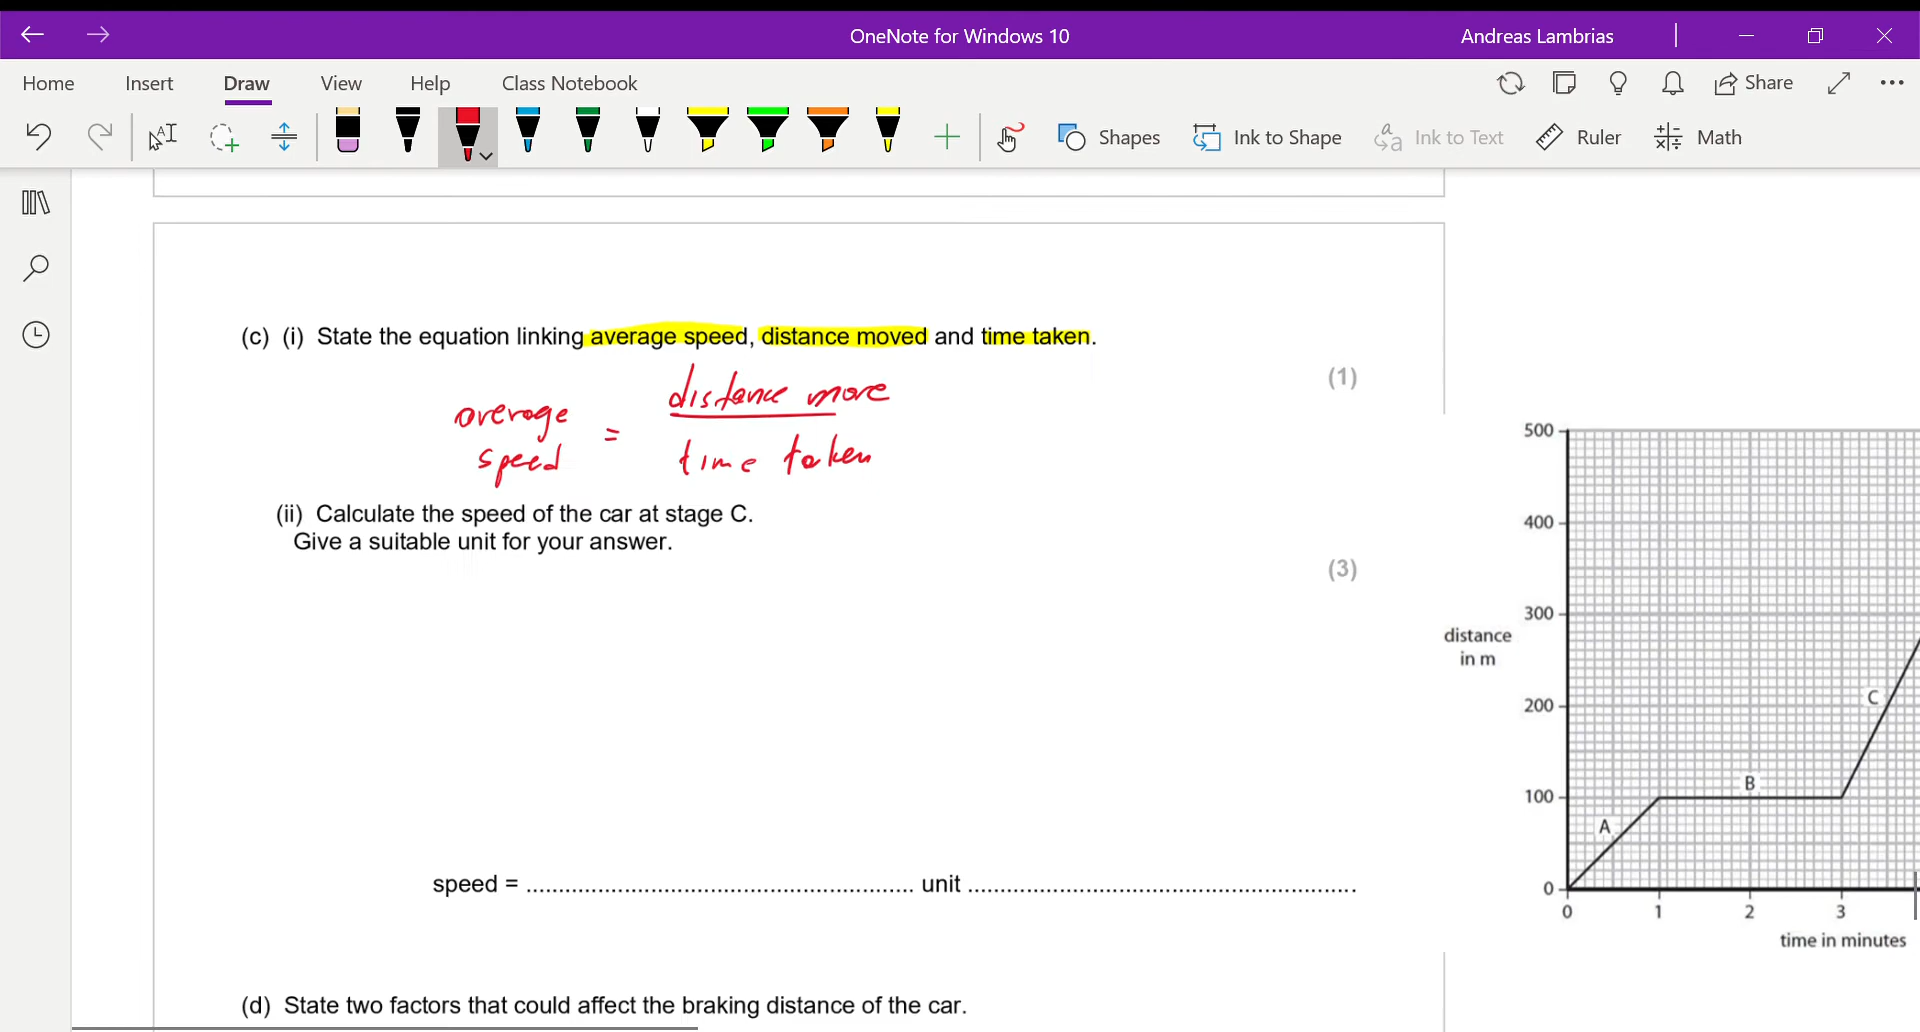 OneNote for Windows 10
Andreas Lambrias
Home Insert Draw View Help Class Notebook
Share
Shapes Ink to Shape Ink to Text Ruler Math
(c) (i) State the equation linking average speed, distance moved and time taken.
(1)
average speed = distance more
time taken
(ii) Calculate the speed of the car at stage C.
Give a suitable unit for your answer.
(3)
speed = ............................................................ unit ............................................................
(d) State two factors that could affect the braking distance of the car.
500
400
300
distance
in m
200
100
0
A
B
C
0 1 2 3
time in minutes